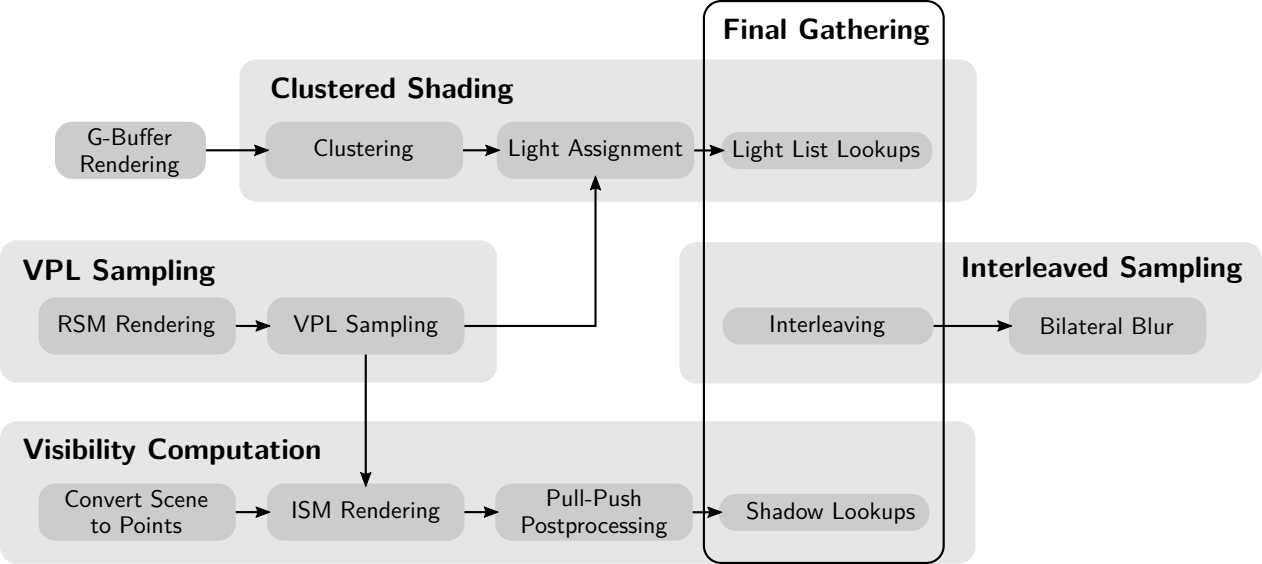 Final Gathering
Clustered Shading
G-Buffer
Rendering
Clustering
Light Assignment
Light List Lookups
VPL Sampling
Interleaved Sampling
RSM Rendering
VPL Sampling
Interleaving
Bilateral Blur
Visibility Computation
Convert Scene
to Points
ISM Rendering
Pull-Push
Postprocessing
Shadow Lookups